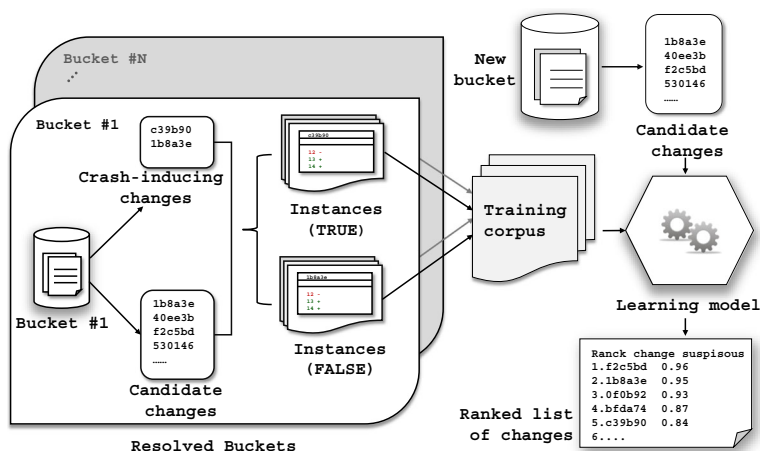 Bucket #N
Bucket #1
c39b90
1b8a3e
Crash-inducing
changes
Bucket #1
1b8a3e
40ee3b
f2c5bd
530146
……
Candidate
changes
c39b90
12 -
13 +
14 +
Instances
(TRUE)
1b8a3e
12 -
13 +
14 +
Instances
(FALSE)
Resolved Buckets
Training
corpus
New
bucket
1b8a3e
40ee3b
f2c5bd
530146
……
Candidate
changes
Learning model
Ranck change suspisous
1.f2c5bd 0.96
2.1b8a3e 0.95
3.0f0b92 0.93
4.bfda74 0.87
5.c39b90 0.84
6....
Ranked list
of changes